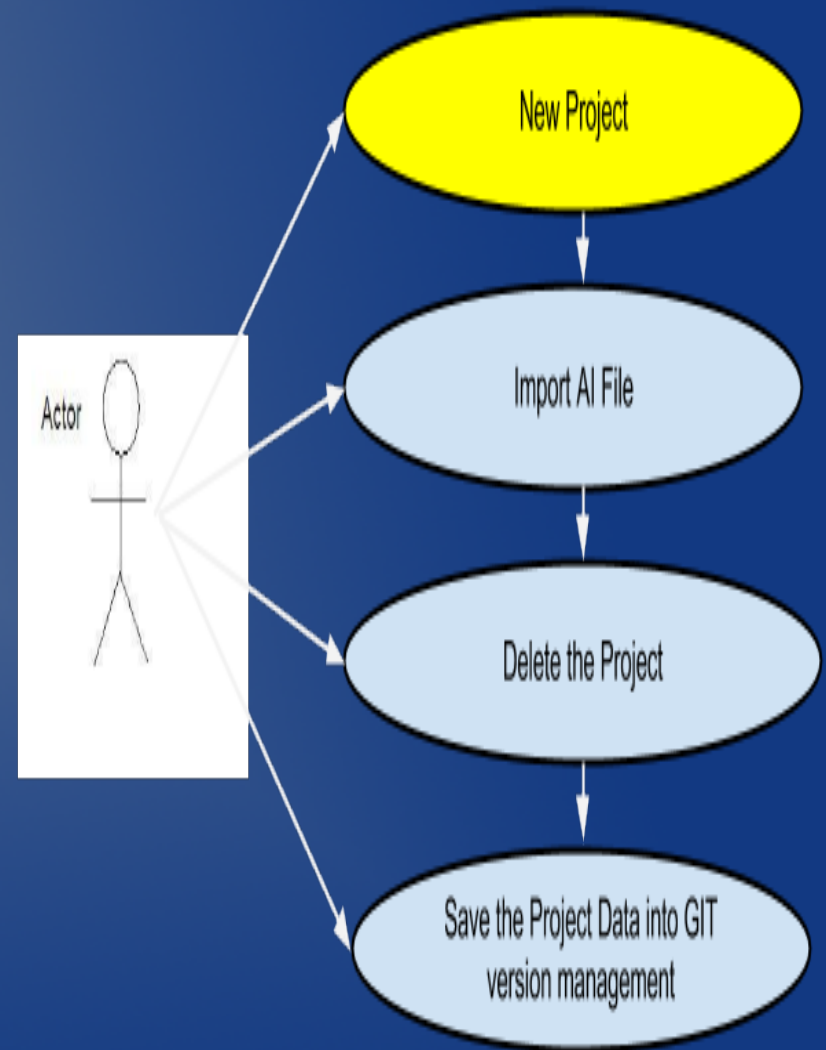 New Project
Import AI File
Actor
Delete the Project
Save the Project Data into GIT
version management